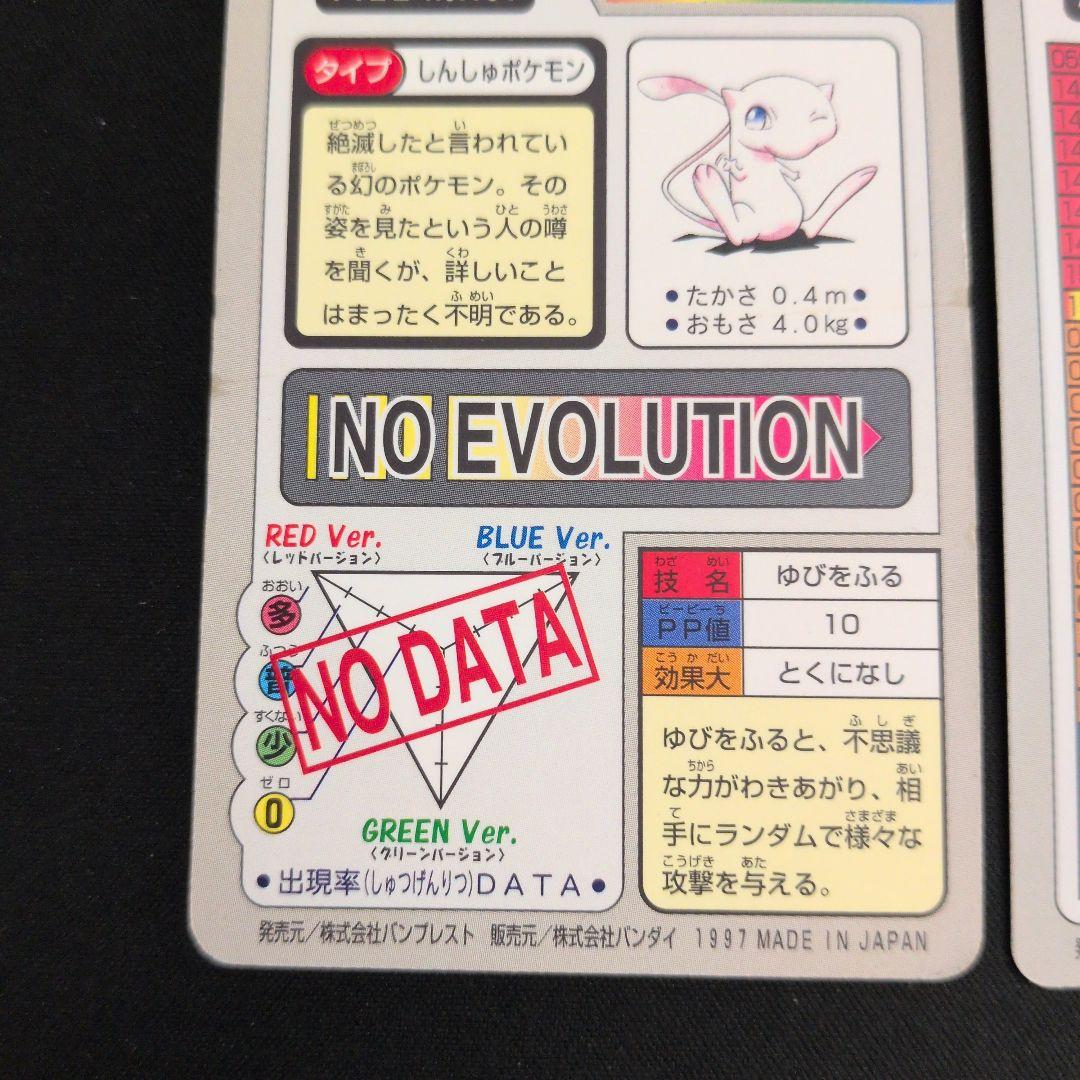 タイプ しんしゅポケモン
絶滅したと言われてい
る幻のポケモン。その
姿を見たという人の噂
を聞くが、詳しいこと
はまったく不明である。
●たかさ 0.4m●
●おもさ 4.0kg●
NO EVOLUTION
RED Ver.
〈レッドバージョン〉
BLUE Ver.
〈ブルーバージョン〉
おおい
多
ふつう
普
すくない
少
ゼロ
0
NO DATA
GREEN Ver.
〈グリーンバージョン〉
●出現率(しゅつげんりつ)DATA●
技名 ゆびをふる
PP値 10
効果大 とくになし
ゆびをふると、不思議
な力がわきあがり、相
手にランダムで様々な
攻撃を与える。
発売元／株式会社バンプレスト 販売元／株式会社バンダイ 1997 MADE IN JAPAN